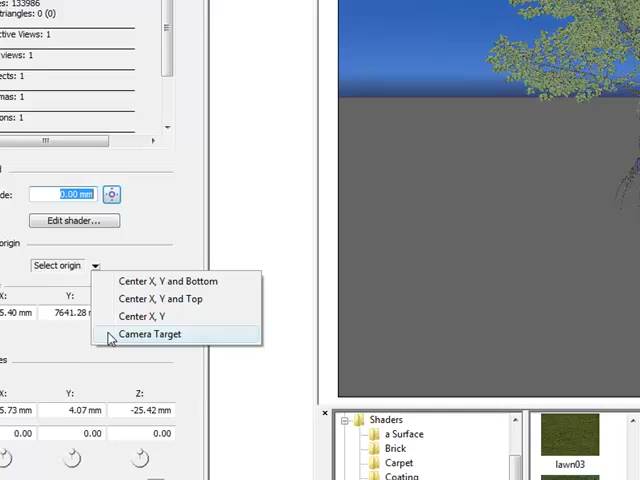 es: 133986
triangles: 0 (0)
ctive Views: 1
views: 1
ects: 1
mas: 1
ons: 1
d
de: 0.00 mm
Edit shader...
origin
Select origin
Center X, Y and Bottom
Center X, Y and Top
Center X, Y
Camera Target
X: Y:
5.40 mm 7641.28 m
es
X: Y: Z:
5.73 mm 4.07 mm -25.42 mm
0.00 0.00 0.00
Shaders
a Surface
Brick
Carpet
Coating
lawn03